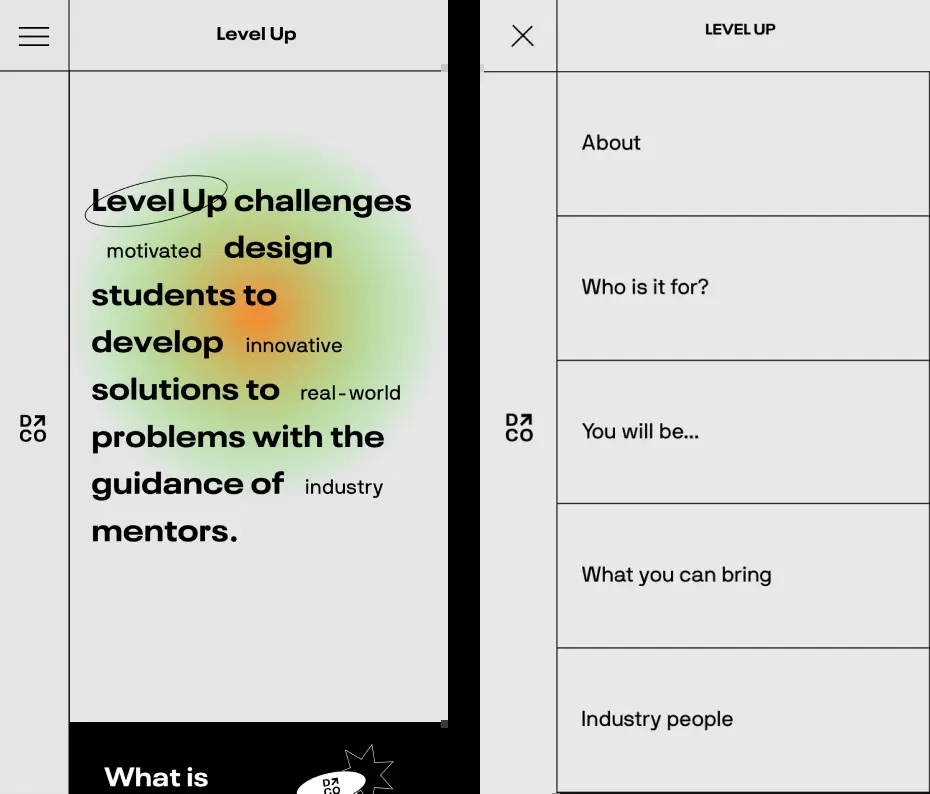 Level Up
Level Up challenges
motivated design
students to
develop innovative
solutions to real-world
problems with the
guidance of industry
mentors.
D↗
CO
What is
D↗
CO
LEVEL UP
About
Who is it for?
You will be...
What you can bring
Industry people
D↗
CO